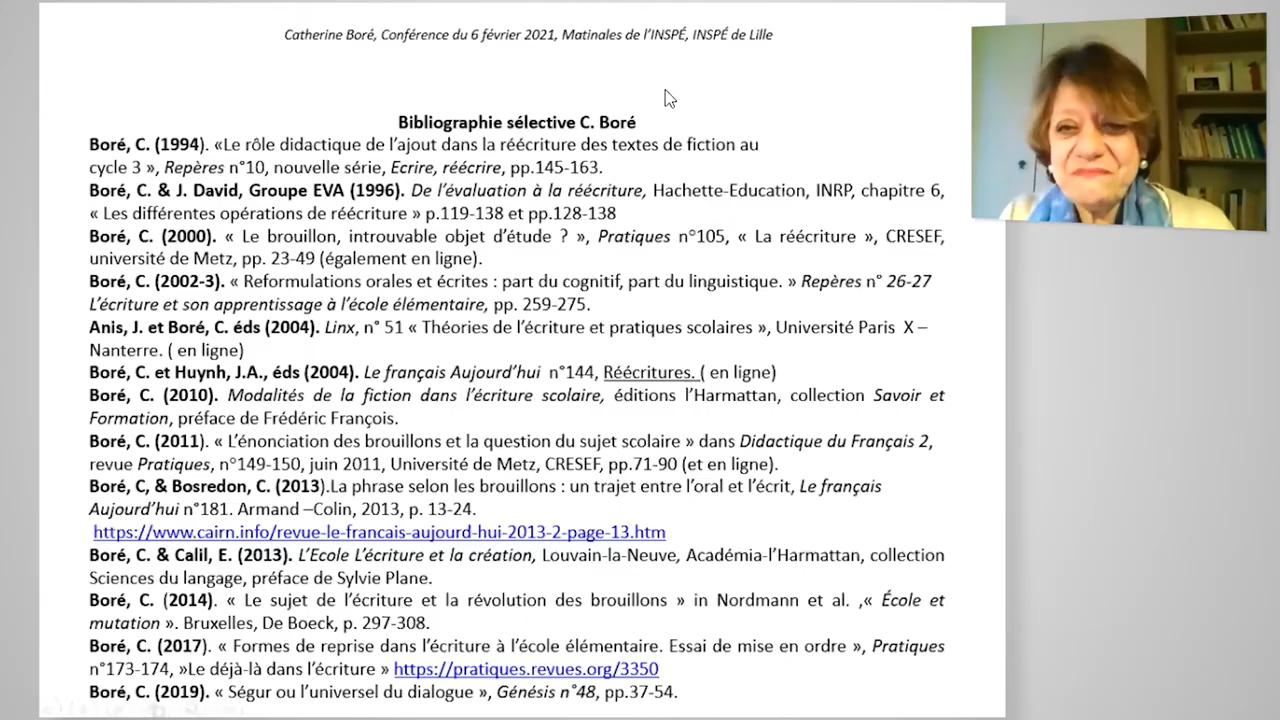 Catherine Boré, Conférence du 6 février 2021, Matinales de l'INSPÉ, INSPÉ de Lille
Bibliographie sélective C. Boré
Boré, C. (1994). «Le rôle didactique de l'ajout dans la réécriture des textes de fiction au
cycle 3 », Repères n°10, nouvelle série, Ecrire, réécrire, pp.145-163.
Boré, C. & J. David, Groupe EVA (1996). De l'évaluation à la réécriture, Hachette-Education, INRP, chapitre 6,
« Les différentes opérations de réécriture » p.119-138 et pp.128-138
Boré, C. (2000). « Le brouillon, introuvable objet d'étude ? », Pratiques n°105, « La réécriture », CRESEF,
université de Metz, pp. 23-49 (également en ligne).
Boré, C. (2002-3). « Reformulations orales et écrites : part du cognitif, part du linguistique. » Repères n° 26-27
L'écriture et son apprentissage à l'école élémentaire, pp. 259-275.
Anis, J. et Boré, C. éds (2004). Linx, n° 51 « Théories de l'écriture et pratiques scolaires », Université Paris X –
Nanterre. ( en ligne)
Boré, C. et Huynh, J.A., éds (2004). Le français Aujourd'hui n°144, Réécritures. ( en ligne)
Boré, C. (2010). Modalités de la fiction dans l'écriture scolaire, éditions l'Harmattan, collection Savoir et
Formation, préface de Frédéric François.
Boré, C. (2011). « L'énonciation des brouillons et la question du sujet scolaire » dans Didactique du Français 2,
revue Pratiques, n°149-150, juin 2011, Université de Metz, CRESEF, pp.71-90 (et en ligne).
Boré, C, & Bosredon, C. (2013).La phrase selon les brouillons : un trajet entre l'oral et l'écrit, Le français
Aujourd'hui n°181. Armand –Colin, 2013, p. 13-24.
https://www.cairn.info/revue-le-francais-aujourd-hui-2013-2-page-13.htm
Boré, C. & Calil, E. (2013). L'Ecole L'écriture et la création, Louvain-la-Neuve, Académia-l'Harmattan, collection
Sciences du langage, préface de Sylvie Plane.
Boré, C. (2014). « Le sujet de l'écriture et la révolution des brouillons » in Nordmann et al. ,« École et
mutation ». Bruxelles, De Boeck, p. 297-308.
Boré, C. (2017). « Formes de reprise dans l'écriture à l'école élémentaire. Essai de mise en ordre », Pratiques
n°173-174, »Le déjà-là dans l'écriture » https://pratiques.revues.org/3350
Boré, C. (2019). « Ségur ou l'universel du dialogue », Génésis n°48, pp.37-54.